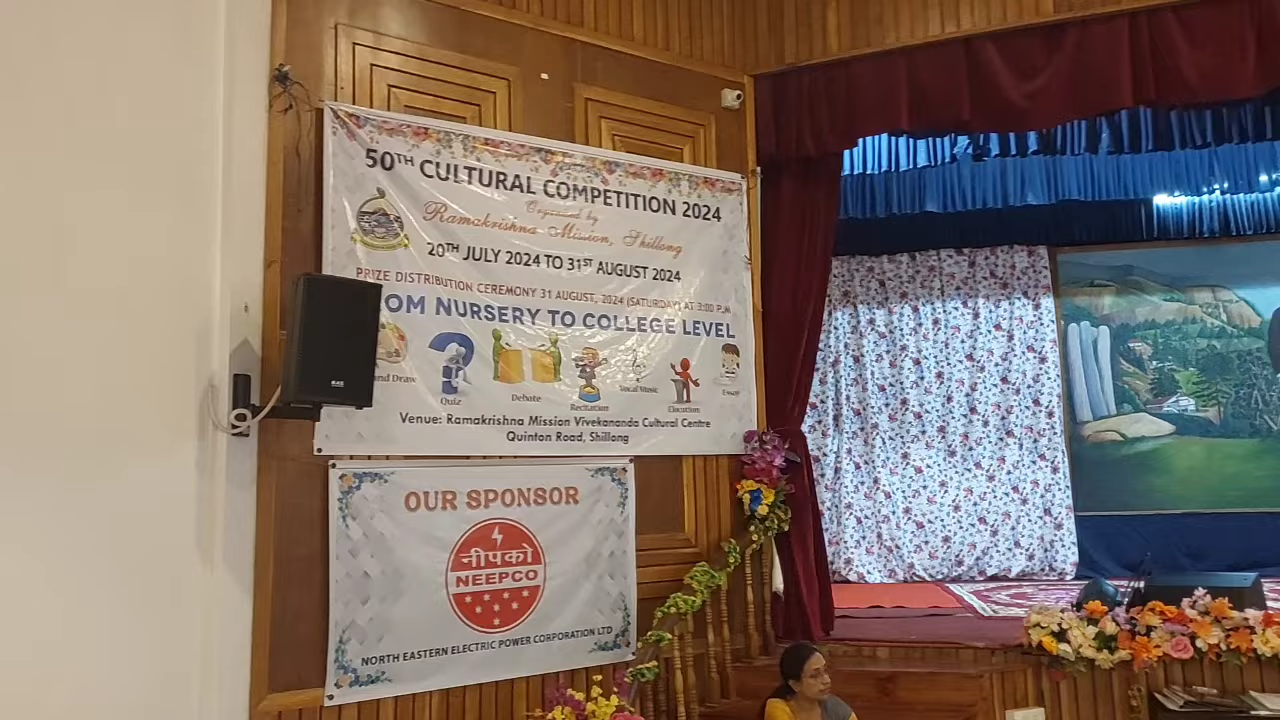 50TH CULTURAL COMPETITION 2024
Organised by
Ramakrishna Mission, Shillong
20TH JULY 2024 TO 31ST AUGUST 2024
PRIZE DISTRIBUTION CEREMONY 31 AUGUST, 2024 (SATURDAY) AT 3:00 P.M
OM NURSERY TO COLLEGE LEVEL
nd Draw
Quiz
Debate
Recitation
Vocal Music
Elocution
Essay
Venue: Ramakrishna Mission Vivekananda Cultural Centre
Quinton Road, Shillong
OUR SPONSOR
नीपको
NEEPCO
NORTH EASTERN ELECTRIC POWER CORPORATION LTD